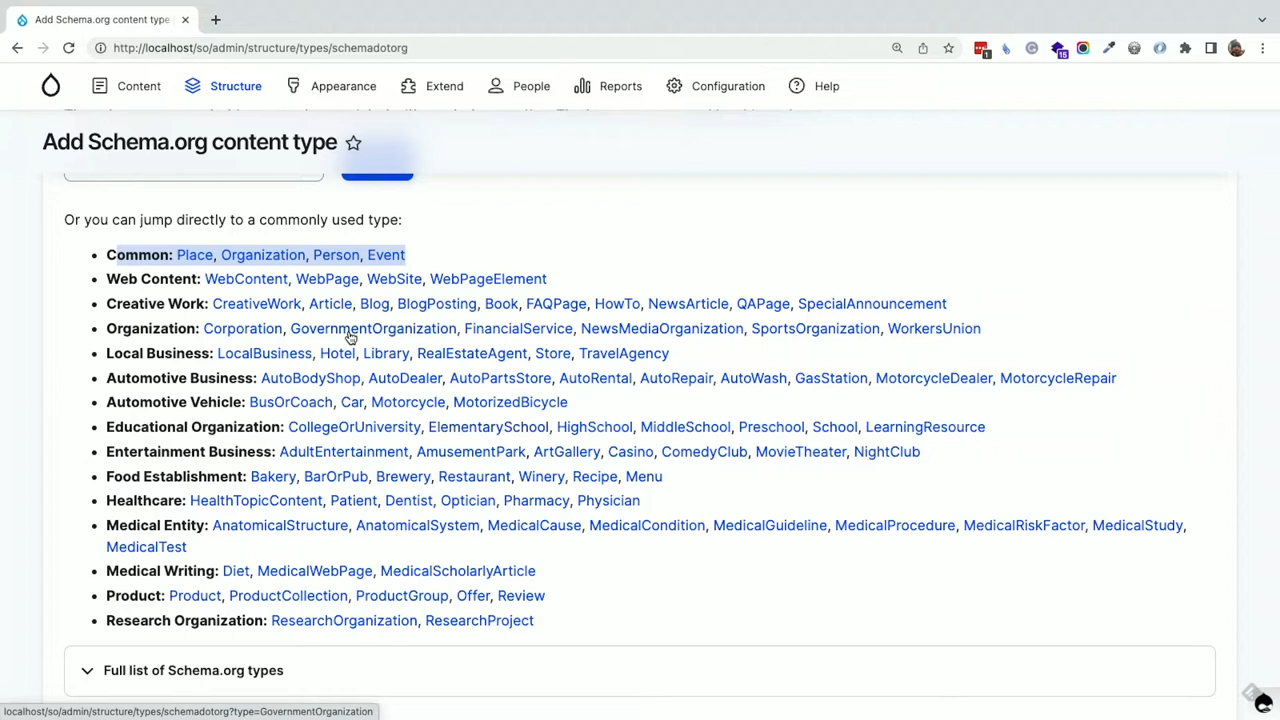 Add Schema.org content type
http://localhost/so/admin/structure/types/schemadotorg
1
15
Content Structure Appearance Extend People Reports Configuration Help
Add Schema.org content type
Or you can jump directly to a commonly used type:
Common: Place, Organization, Person, Event
Web Content: WebContent, WebPage, WebSite, WebPageElement
Creative Work: CreativeWork, Article, Blog, BlogPosting, Book, FAQPage, HowTo, NewsArticle, QAPage, SpecialAnnouncement
Organization: Corporation, GovernmentOrganization, FinancialService, NewsMediaOrganization, SportsOrganization, WorkersUnion
Local Business: LocalBusiness, Hotel, Library, RealEstateAgent, Store, TravelAgency
Automotive Business: AutoBodyShop, AutoDealer, AutoPartsStore, AutoRental, AutoRepair, AutoWash, GasStation, MotorcycleDealer, MotorcycleRepair
Automotive Vehicle: BusOrCoach, Car, Motorcycle, MotorizedBicycle
Educational Organization: CollegeOrUniversity, ElementarySchool, HighSchool, MiddleSchool, Preschool, School, LearningResource
Entertainment Business: AdultEntertainment, AmusementPark, ArtGallery, Casino, ComedyClub, MovieTheater, NightClub
Food Establishment: Bakery, BarOrPub, Brewery, Restaurant, Winery, Recipe, Menu
Healthcare: HealthTopicContent, Patient, Dentist, Optician, Pharmacy, Physician
Medical Entity: AnatomicalStructure, AnatomicalSystem, MedicalCause, MedicalCondition, MedicalGuideline, MedicalProcedure, MedicalRiskFactor, MedicalStudy,
MedicalTest
Medical Writing: Diet, MedicalWebPage, MedicalScholarlyArticle
Product: Product, ProductCollection, ProductGroup, Offer, Review
Research Organization: ResearchOrganization, ResearchProject
Full list of Schema.org types
localhost/so/admin/structure/types/schemadotorg?type=GovernmentOrganization